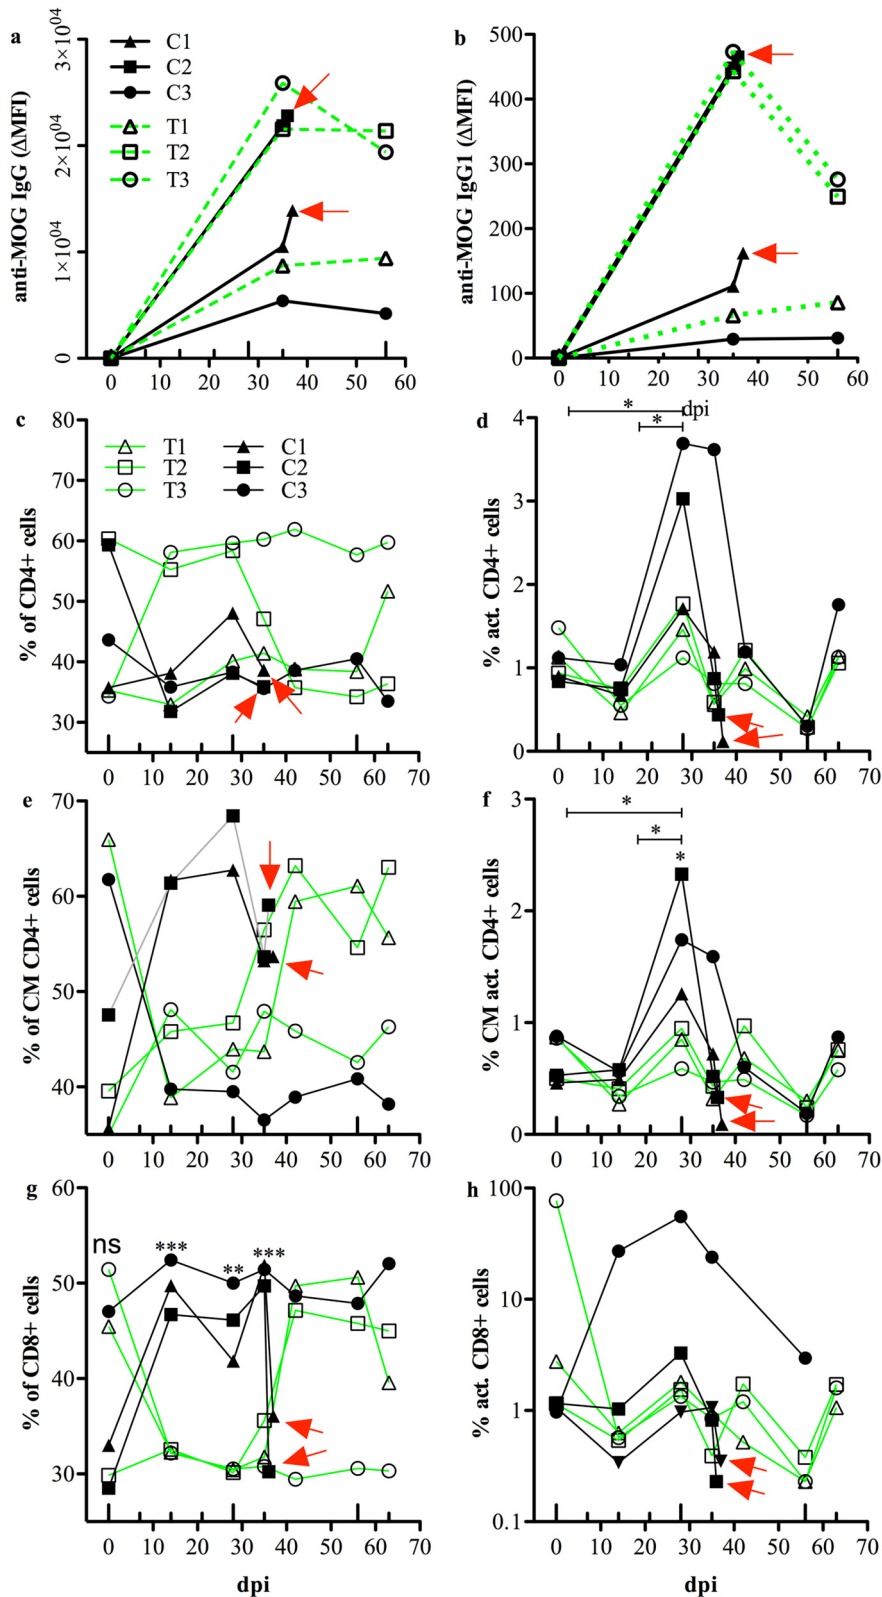 a
anti-MOG IgG (ΔMFI)
3×10⁰⁴
2×10⁰⁴
1×10⁰⁴
0
C1
C2
C3
T1
T2
T3
0 10 20 30 40 50 60
b
anti-MOG IgG1 (ΔMFI)
500
400
300
200
100
0
0 10 20 30 40 50 60
dpi
c
% of CD4+ cells
80
70
60
50
40
30
T1 C1
T2 C2
T3 C3
0 10 20 30 40 50 60 70
d
% act. CD4+ cells
4
3
2
1
0
*
*
0 10 20 30 40 50 60 70
e
% of CM CD4+ cells
70
60
50
40
0 10 20 30 40 50 60 70
f
% CM act. CD4+ cells
3
2
1
0
*
*
*
0 10 20 30 40 50 60 70
g
% of CD8+ cells
60
50
40
30
ns
***
**
***
0 10 20 30 40 50 60 70
dpi
h
% act. CD8+ cells
100
10
1
0.1
0 10 20 30 40 50 60 70
dpi